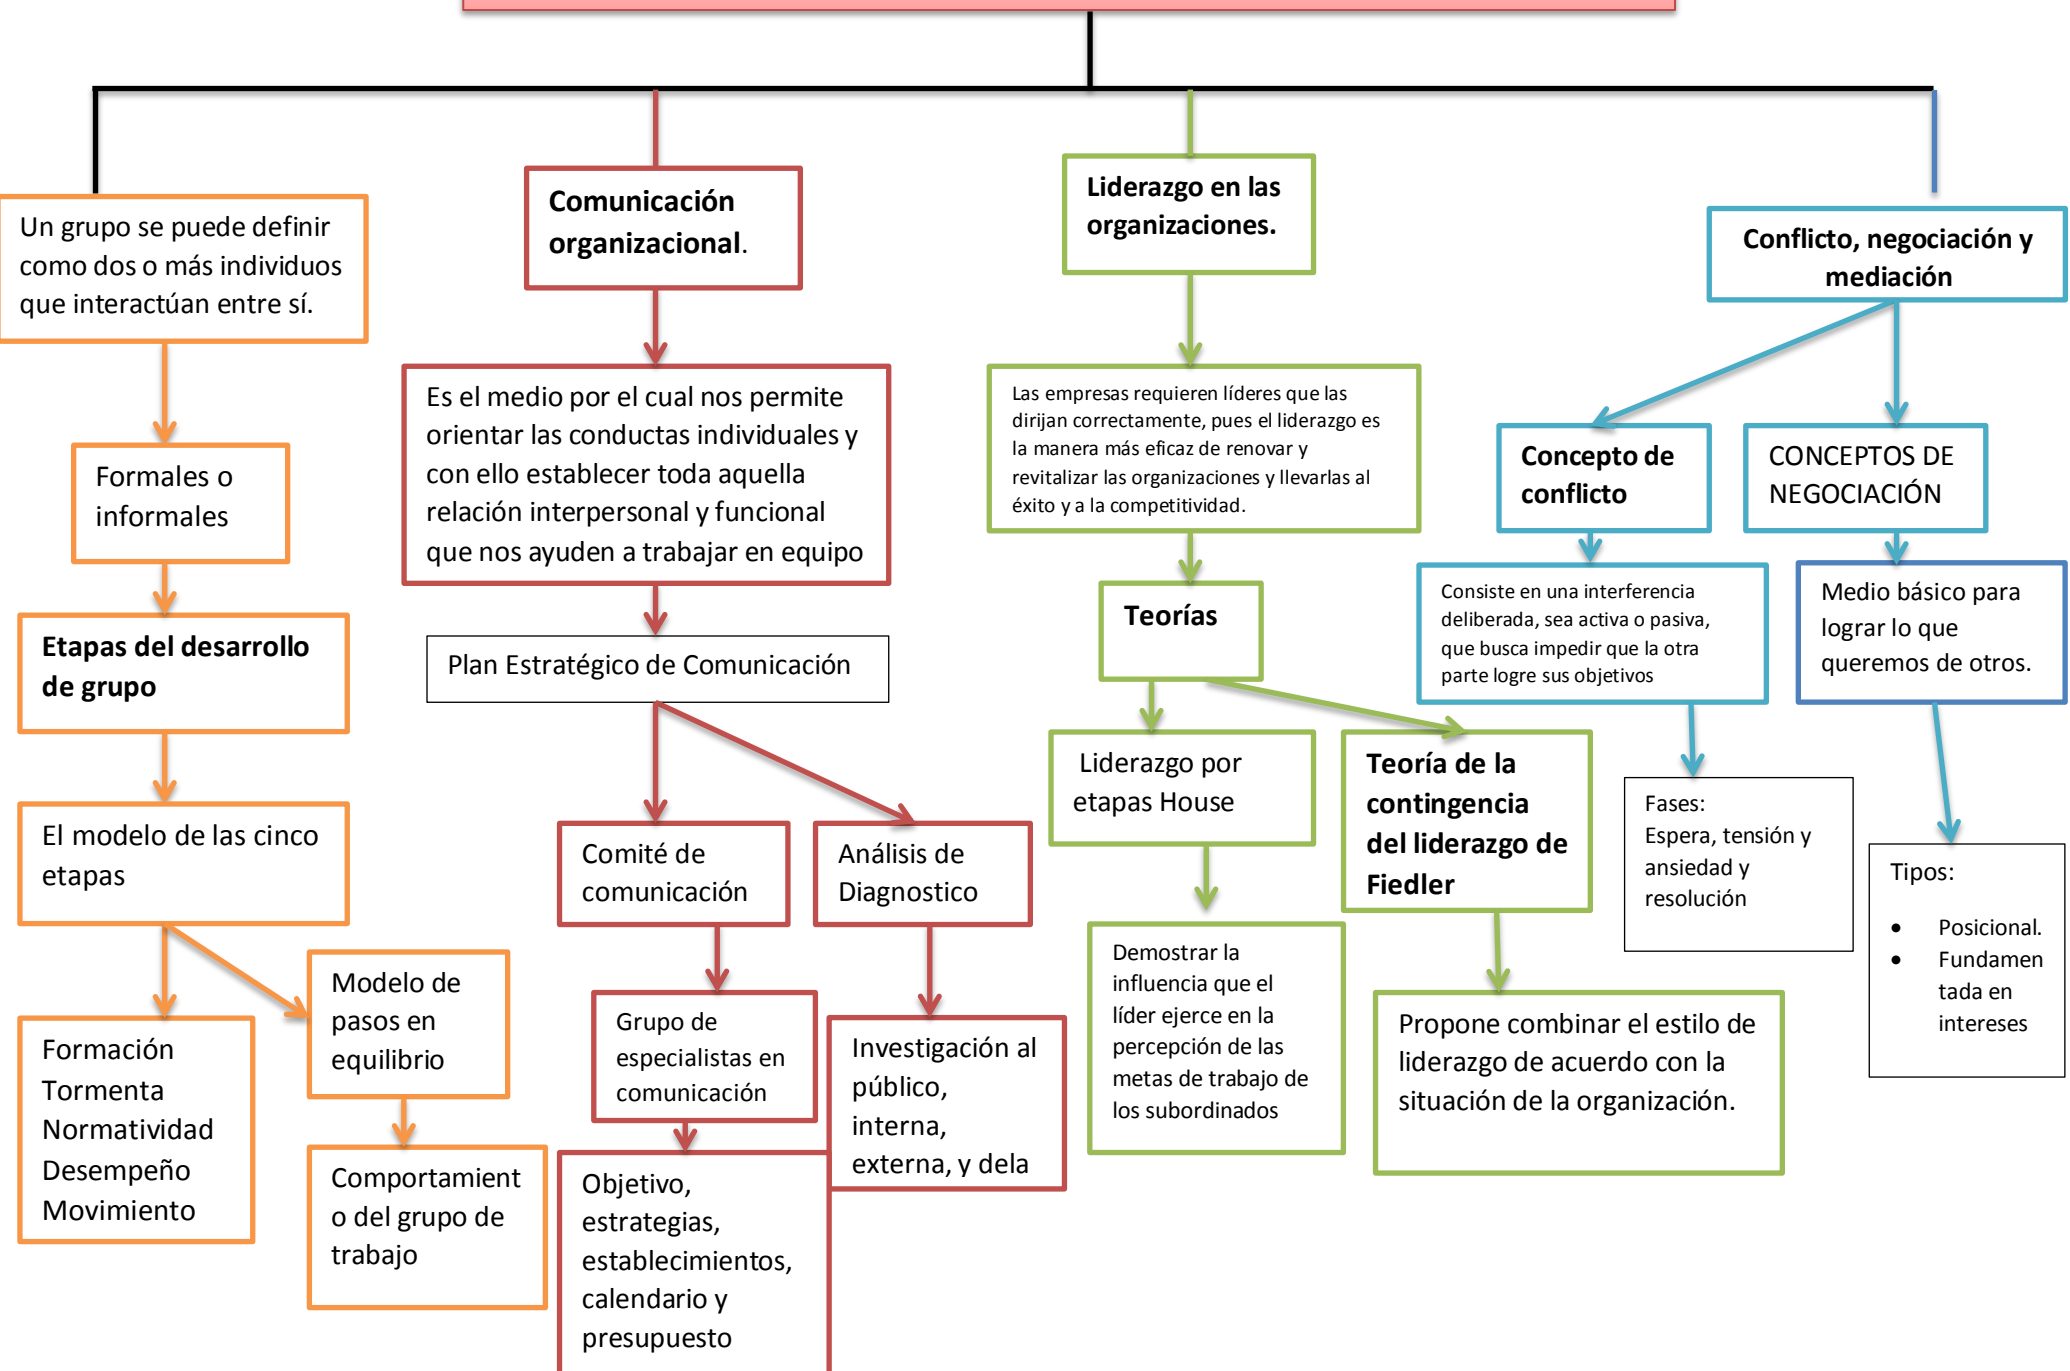 Un grupo se puede definir
como dos o más individuos
que interactúan entre sí.
Formales o
informales
Etapas del desarrollo
de grupo
El modelo de las cinco
etapas
Formación
Tormenta
Normatividad
Desempeño
Movimiento
Modelo de
pasos en
equilibrio
Comportamient
o del grupo de
trabajo
Comunicación
organizacional.
Es el medio por el cual nos permite
orientar las conductas individuales y
con ello establecer toda aquella
relación interpersonal y funcional
que nos ayuden a trabajar en equipo
Plan Estratégico de Comunicación
Comité de
comunicación
Grupo de
especialistas en
comunicación
Objetivo,
estrategias,
establecimientos,
calendario y
presupuesto
Análisis de
Diagnostico
Investigación al
público,
interna,
externa, y dela
Liderazgo en las
organizaciones.
Las empresas requieren líderes que las
dirijan correctamente, pues el liderazgo es
la manera más eficaz de renovar y
revitalizar las organizaciones y llevarlas al
éxito y a la competitividad.
Teorías
Liderazgo por
etapas House
Demostrar la
influencia que el
líder ejerce en la
percepción de las
metas de trabajo de
los subordinados
Teoría de la
contingencia
del liderazgo de
Fiedler
Propone combinar el estilo de
liderazgo de acuerdo con la
situación de la organización.
Conflicto, negociación y
mediación
Concepto de
conflicto
Consiste en una interferencia
deliberada, sea activa o pasiva,
que busca impedir que la otra
parte logre sus objetivos
Fases:
Espera, tensión y
ansiedad y
resolución
CONCEPTOS DE
NEGOCIACIÓN
Medio básico para
lograr lo que
queremos de otros.
Tipos:
• Posicional.
• Fundamen
tada en
intereses